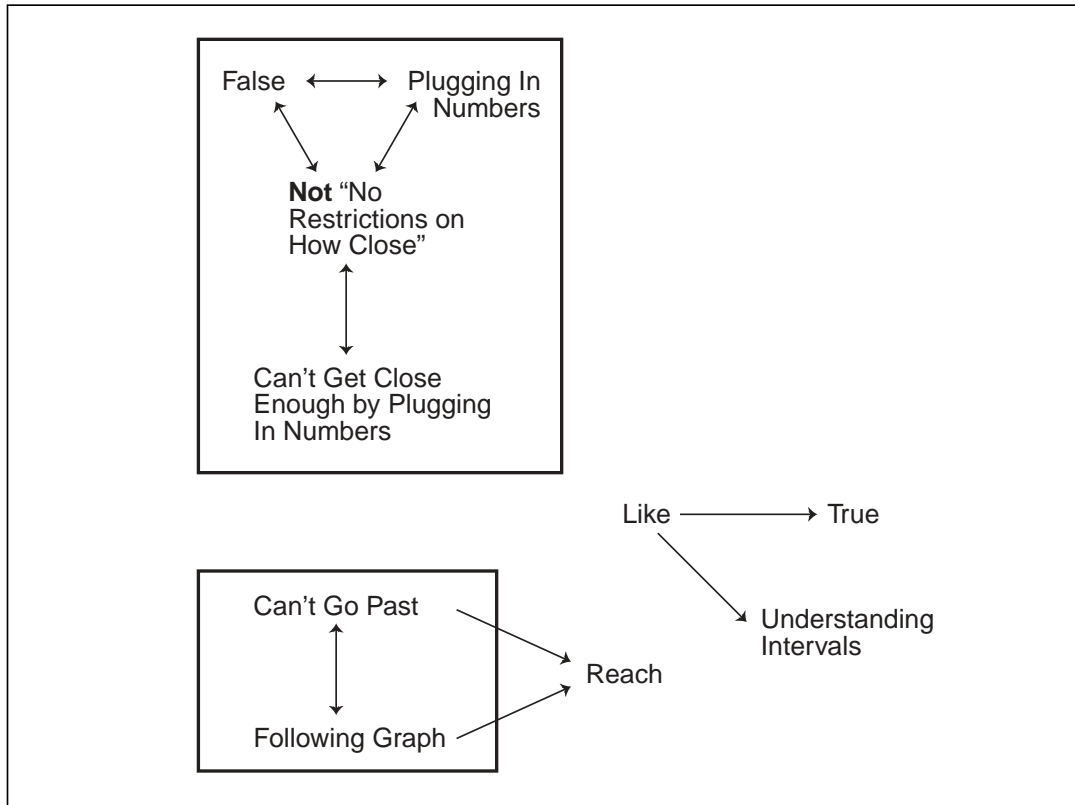 False
Plugging In
Numbers
Not “No
Restrictions on
How Close”
Can’t Get Close
Enough by Plugging
In Numbers
Like
True
Understanding
Intervals
Can’t Go Past
Reach
Following Graph